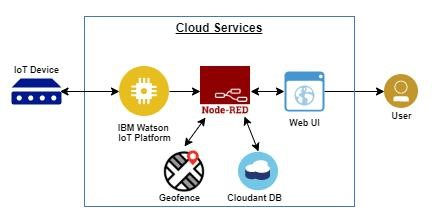 Cloud Services
IoT Device
IBM Watson
IoT Platform
Node-RED
Web UI
User
Geofence
Cloudant DB